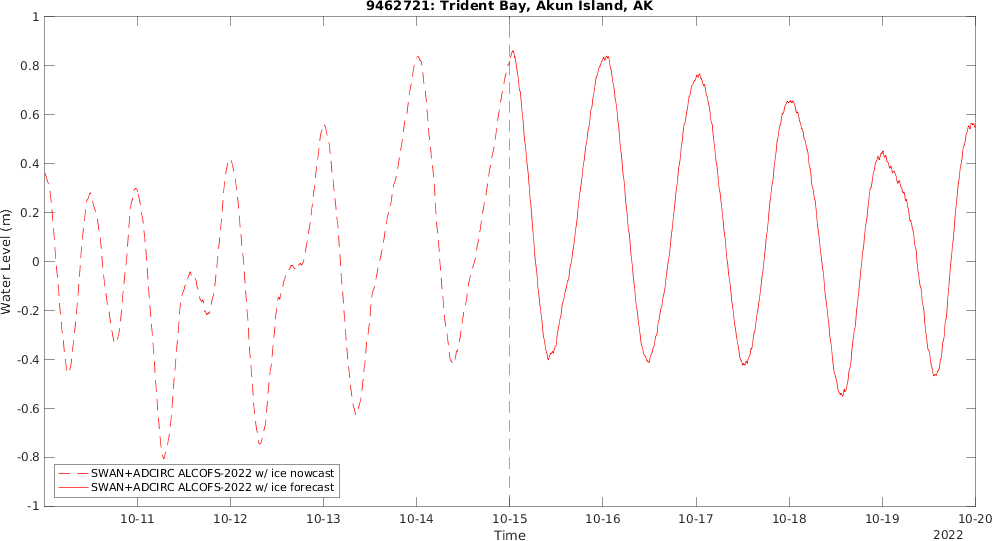 9462721: Trident Bay, Akun Island, AK
1
0.8
0.6
0.4
0.2
0
-0.2
-0.4
-0.6
-0.8
-1
Water Level (m)
SWAN+ADCIRC ALCOFS-2022 w/ ice nowcast
SWAN+ADCIRC ALCOFS-2022 w/ ice forecast
10-11 10-12 10-13 10-14 10-15 10-16 10-17 10-18 10-19 10-20
Time
2022